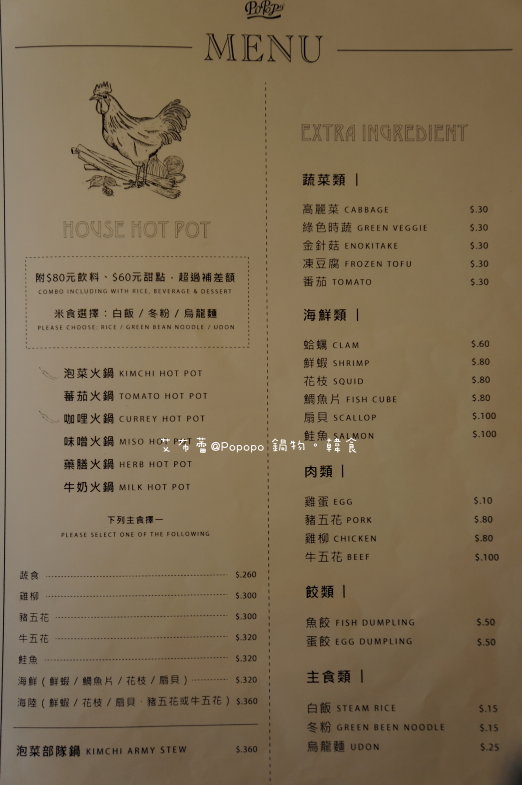 PoPoPo
MENU
HOUSE HOT POT
附$80元飲料、$60元甜點，超過補差額
COMBO INCLUDING WITH RICE, BEVERAGE & DESSERT
米食選擇：白飯 / 冬粉 / 烏龍麵
PLEASE CHOOSE: RICE / GREEN BEAN NOODLE / UDON
泡菜火鍋 KIMCHI HOT POT
蕃茄火鍋 TOMATO HOT POT
咖哩火鍋 CURREY HOT POT
味噌火鍋 MISO HOT POT
藥膳火鍋 HERB HOT POT
牛奶火鍋 MILK HOT POT
下列主食擇一
PLEASE SELECT ONE OF THE FOLLOWING
蔬食 $.260
雞柳 $.300
豬五花 $.300
牛五花 $.320
鮭魚 $.320
海鮮 ( 鮮蝦 / 鯛魚片 / 花枝 / 扇貝 ) $.320
海陸 ( 鮮蝦 / 花枝 / 扇貝．豬五花或牛五花 ) $.360
泡菜部隊鍋 KIMCHI ARMY STEW $.360
EXTRA INGREDIENT
蔬菜類 |
高麗菜 CABBAGE $.30
綠色時蔬 GREEN VEGGIE $.30
金針菇 ENOKITAKE $.30
凍豆腐 FROZEN TOFU $.30
番茄 TOMATO $.30
海鮮類 |
蛤蠣 CLAM $.60
鮮蝦 SHRIMP $.80
花枝 SQUID $.80
鯛魚片 FISH CUBE $.80
扇貝 SCALLOP $.100
鮭魚 SALMON $.100
肉類 |
雞蛋 EGG $.10
豬五花 PORK $.80
雞柳 CHICKEN $.80
牛五花 BEEF $.100
餃類 |
魚餃 FISH DUMPLING $.50
蛋餃 EGG DUMPLING $.50
主食類 |
白飯 STEAM RICE $.15
冬粉 GREEN BEEN NOODLE $.15
烏龍麵 UDON $.25
艾布蕾@Popopo 鍋物。韓食